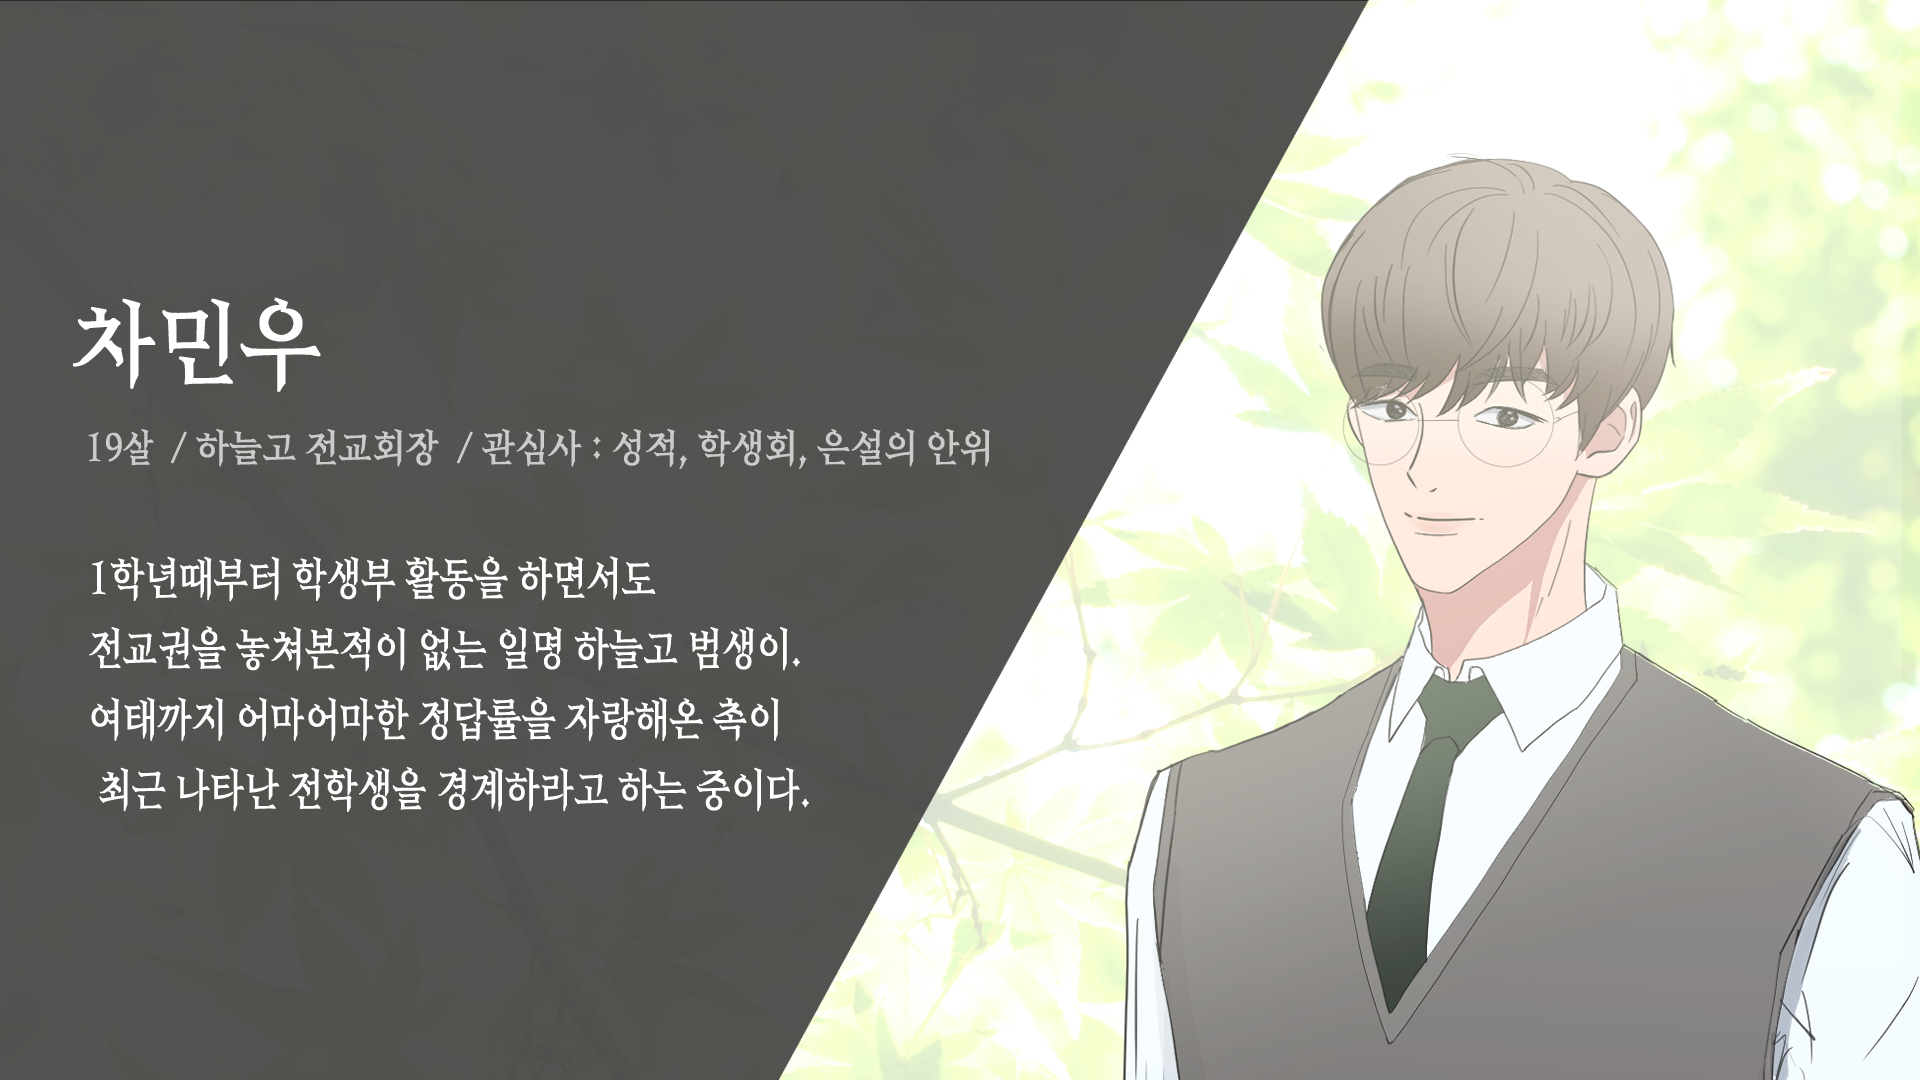 차민우
19살 / 하늘고 전교회장 / 관심사 : 성적, 학생회, 은설의 안위
1학년때부터 학생부 활동을 하면서도
전교권을 놓쳐본적이 없는 일명 하늘고 범생이.
여태까지 어마어마한 정답률을 자랑해온 촉이
최근 나타난 전학생을 경계하라고 하는 중이다.